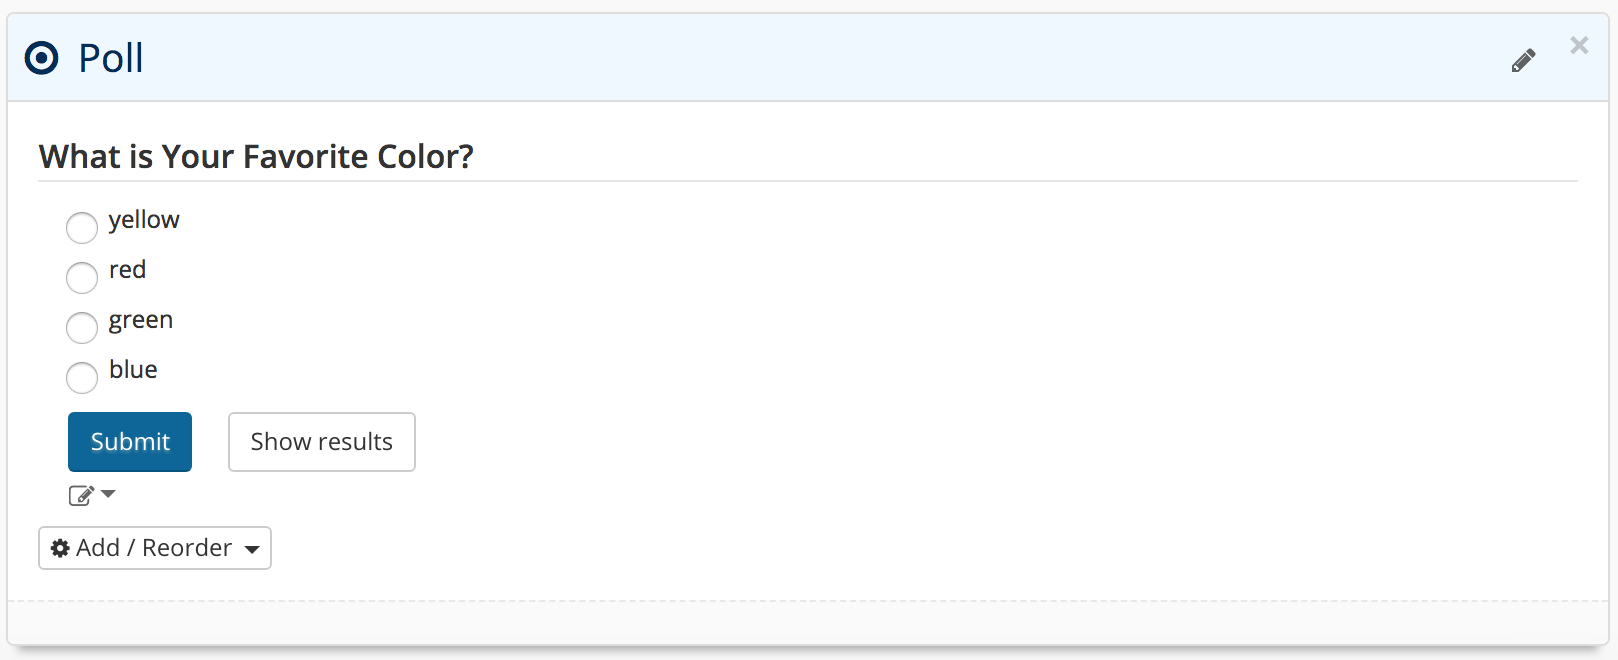 Poll
What is Your Favorite Color?
yellow
red
green
blue
Submit Show results
Add / Reorder